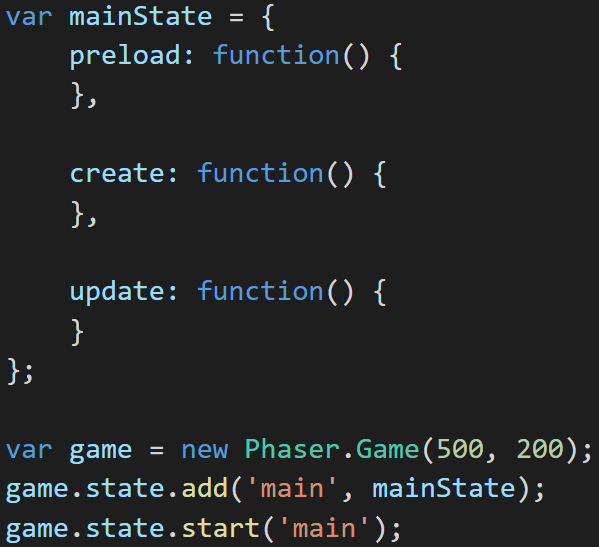 var mainState = {
    preload: function() {
    },

    create: function() {
    },

    update: function() {
    }
};

var game = new Phaser.Game(500, 200);
game.state.add('main', mainState);
game.state.start('main');